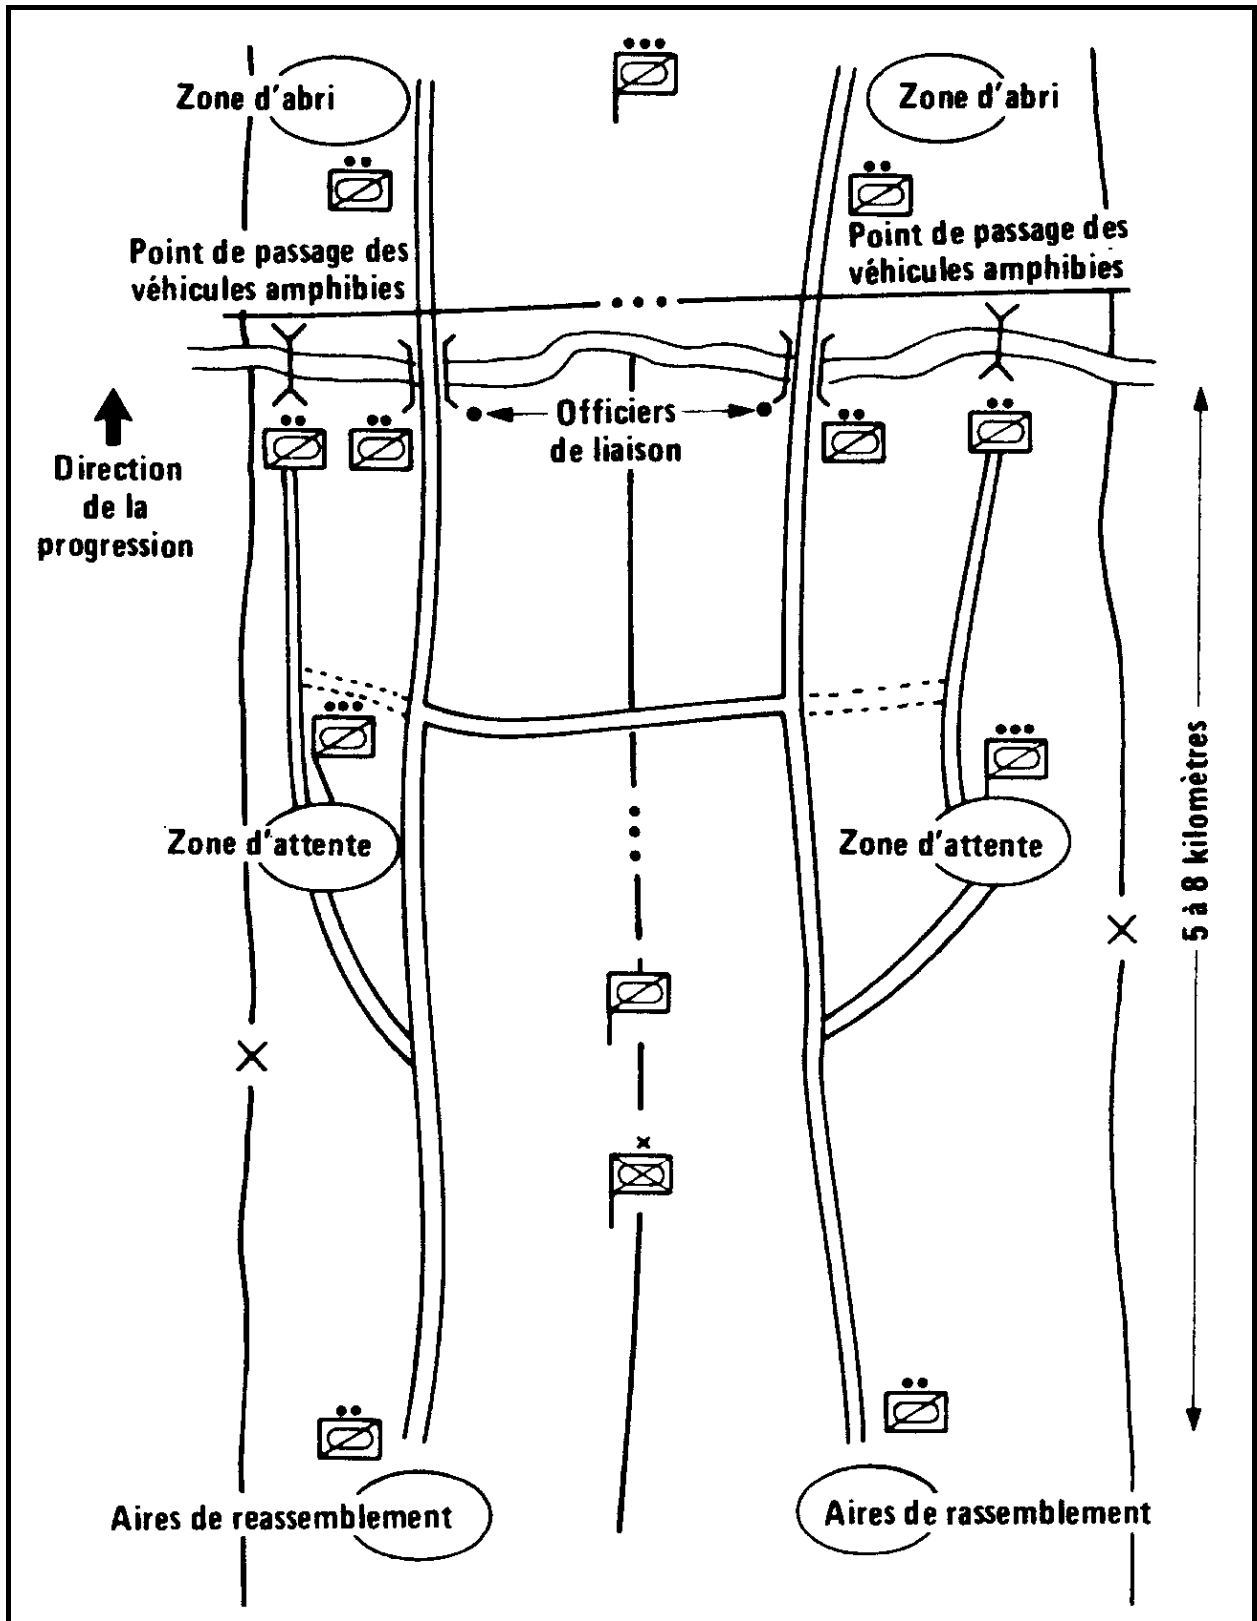 Zone d'abri
Zone d'abri
Point de passage des
véhicules amphibies
Point de passage des
véhicules amphibies
Officiers
de liaison
Direction
de la
progression
5 à 8 kilomètres
Zone d'attente
Zone d'attente
Aires de reassemblement
Aires de rassemblement